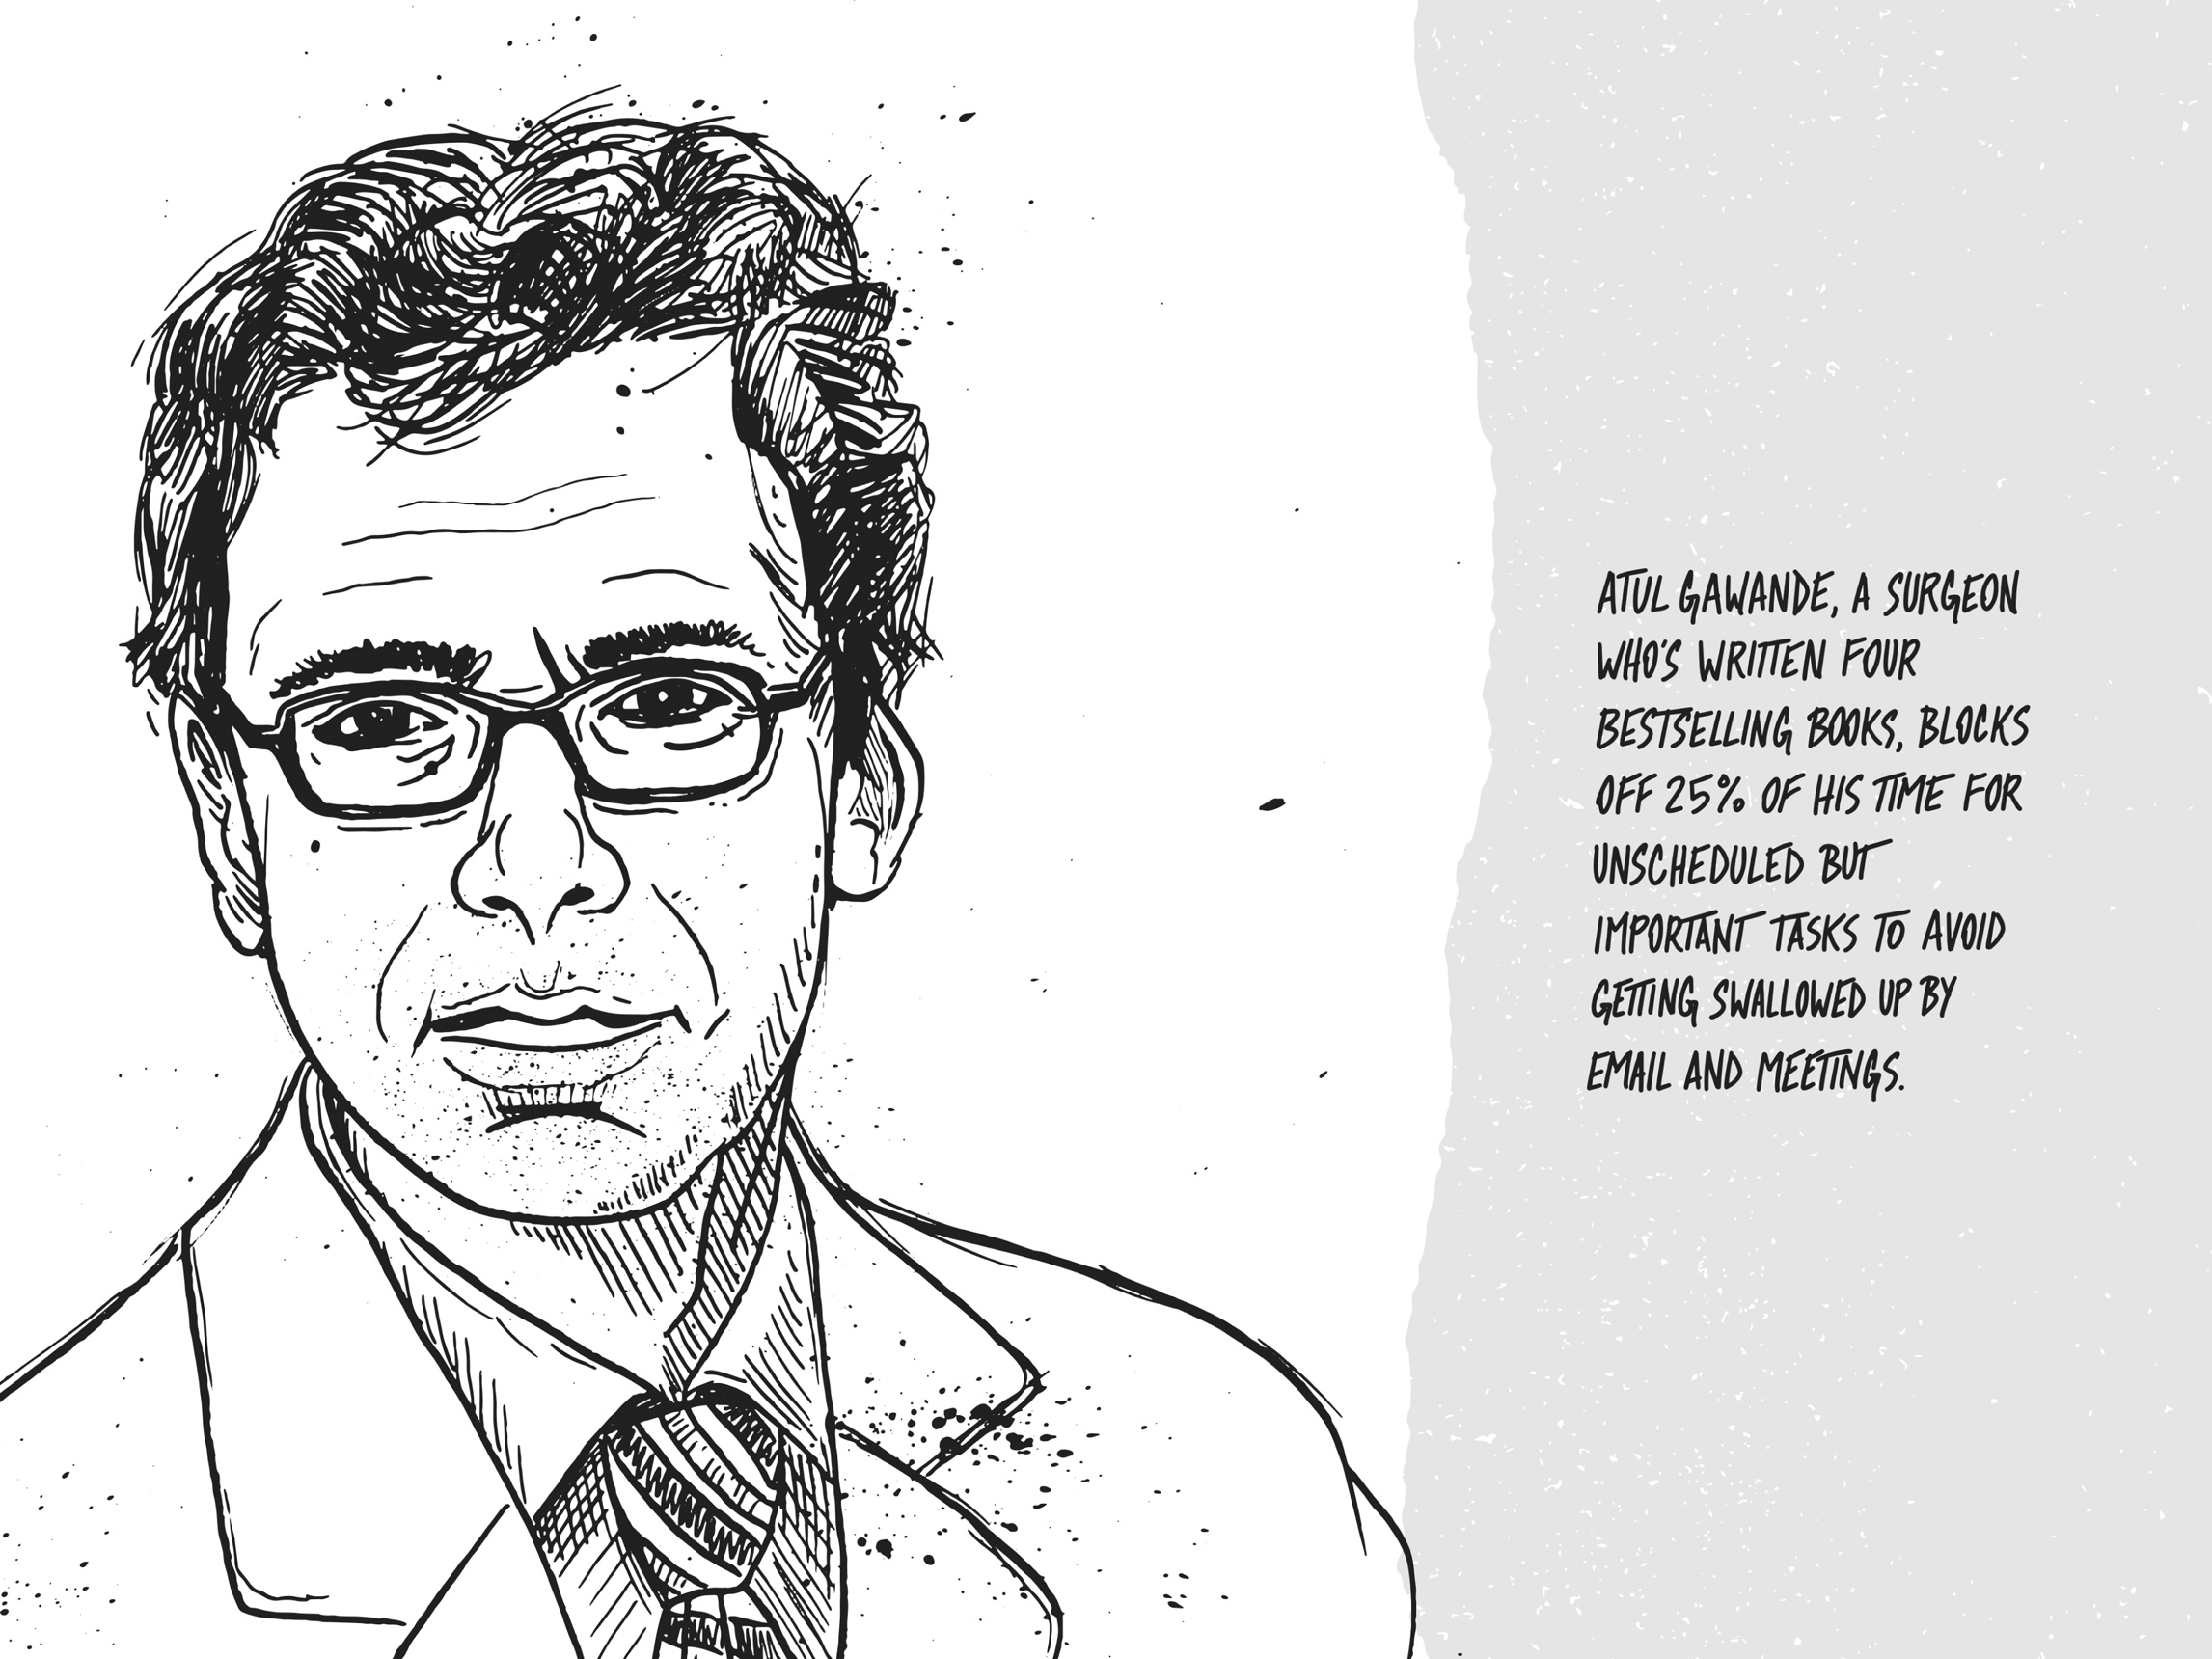 ATUL GAWANDE, A SURGEON
WHO'S WRITTEN FOUR
BESTSELLING BOOKS, BLOCKS
OFF 25% OF HIS TIME FOR
UNSCHEDULED BUT
IMPORTANT TASKS TO AVOID
GETTING SWALLOWED UP BY
EMAIL AND MEETINGS.